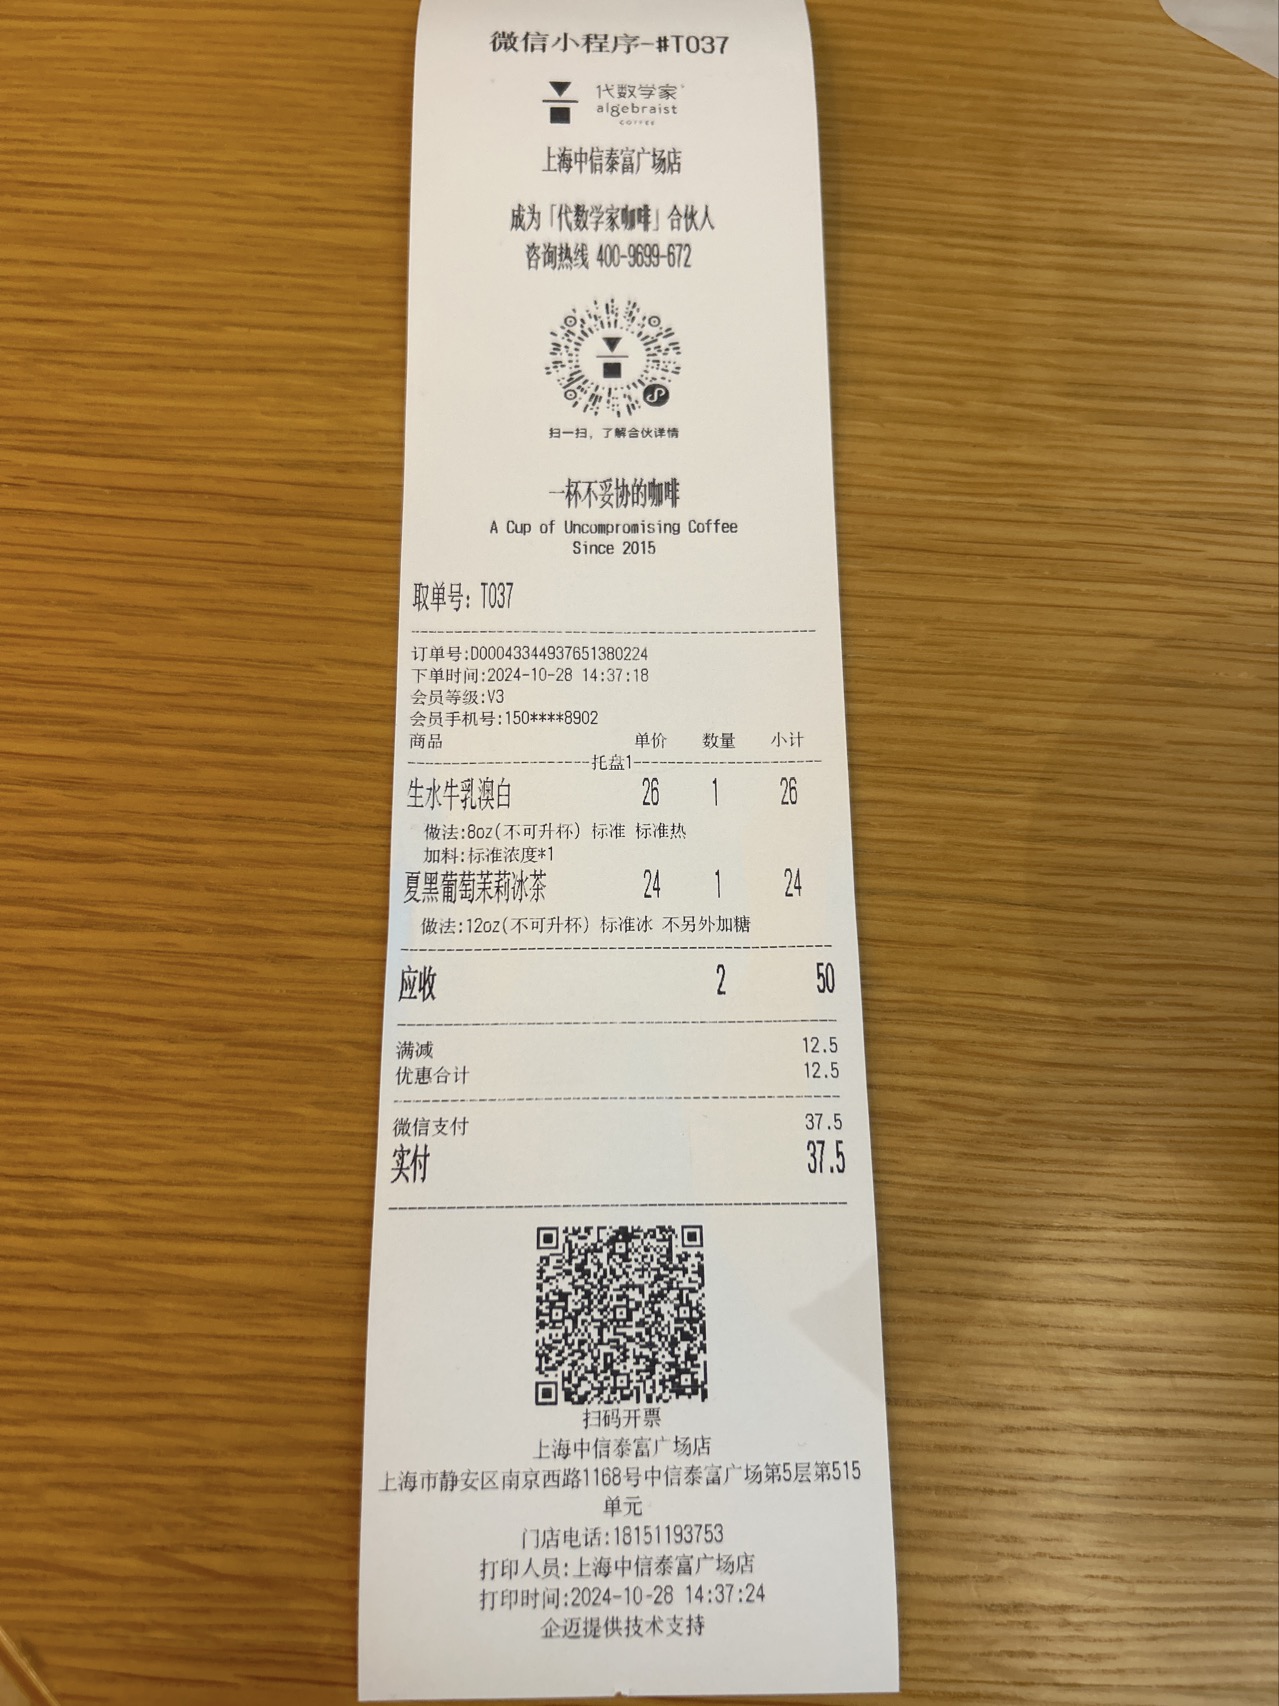 微信小程序-#T037
代数学家
algebraist
COFFEE
上海中信泰富广场店
成为「代数学家咖啡」合伙人
咨询热线 400-9699-672
扫一扫，了解合伙详情
一杯不妥协的咖啡
A Cup of Uncompromising Coffee
Since 2015
取单号: T037
订单号:D00043344937651380224
下单时间:2024-10-28 14:37:18
会员等级:V3
会员手机号:150****8902
商品 单价 数量 小计
托盘1
生水牛乳澳白 26 1 26
做法:8oz(不可升杯) 标准 标准热
加料:标准浓度*1
夏黑葡萄茉莉冰茶 24 1 24
做法:12oz(不可升杯) 标准冰 不另外加糖
应收 2 50
满减 12.5
优惠合计 12.5
微信支付 37.5
实付 37.5
扫码开票
上海中信泰富广场店
上海市静安区南京西路1168号中信泰富广场第5层第515
单元
门店电话:18151193753
打印人员:上海中信泰富广场店
打印时间:2024-10-28 14:37:24
企迈提供技术支持